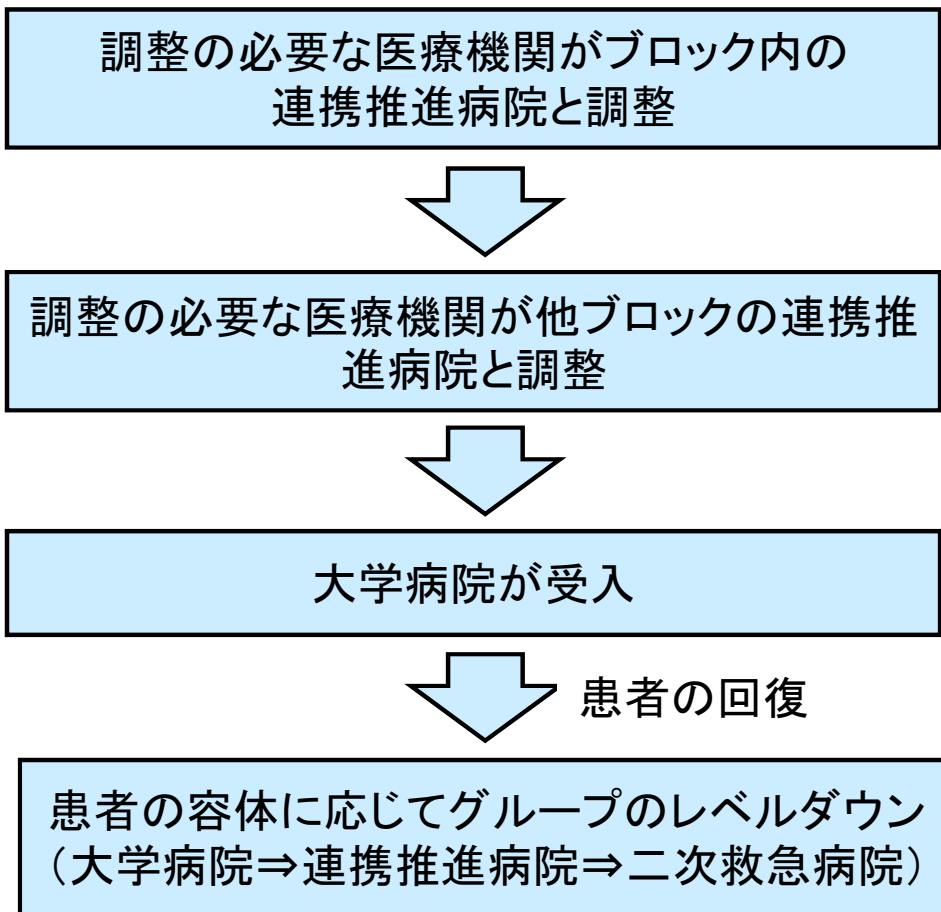 調整の必要な医療機関がブロック内の
連携推進病院と調整
調整の必要な医療機関が他ブロックの連携推
進病院と調整
大学病院が受入
患者の回復
患者の容体に応じてグループのレベルダウン
（大学病院⇒連携推進病院⇒二次救急病院）